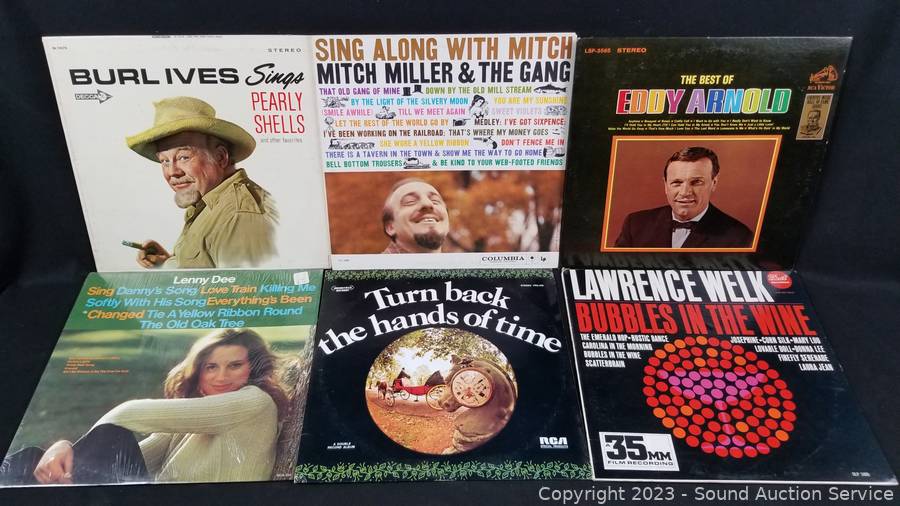 STEREO
BURL IVES Sings
DECCA
PEARLY
SHELLS
and other favorites
SING ALONG WITH MITCH
MITCH MILLER & THE GANG
THAT OLD GANG OF MINE DOWN BY THE OLD MILL STREAM
BY THE LIGHT OF THE SILVERY MOON YOU ARE MY SUNSHINE
(SMILE AWHILE) TILL WE MEET AGAIN SWEET VIOLETS
LET THE REST OF THE WORLD GO BY MEDLEY: I'VE GOT SIXPENCE
I'VE BEEN WORKING ON THE RAILROAD; THAT'S WHERE MY MONEY GOES
SHE WORE A YELLOW RIBBON DON'T FENCE ME IN
THERE IS A TAVERN IN THE TOWN & SHOW ME THE WAY TO GO HOME
BELL BOTTOM TROUSERS & BE KIND TO YOUR WEB-FOOTED FRIENDS
COLUMBIA
LSP-3565 STEREO
RCA VICTOR
THE BEST OF
EDDY ARNOLD
Lenny Dee
Sing Danny's Song Love Train Killing Me
Softly With His Song Everything's Been
Changed Tie A Yellow Ribbon Round
The Old Oak Tree
Turn back
the hands of time
A DOUBLE
RECORD ALBUM
RCA
LAWRENCE WELK
BUBBLES IN THE WINE
THE EMERALD BOP • RUSTIC DANCE
CAROLINA IN THE MORNING
BUBBLES IN THE WINE
SCATTERBRAIN
JOSEPHINE • CORN SILK • MARY LOU
LOVABLE DOLL • DONNA LEE
FIREFLY SERENADE
LAURA JEAN
35MM
FILM RECORDING
Copyright 2023 - Sound Auction Service